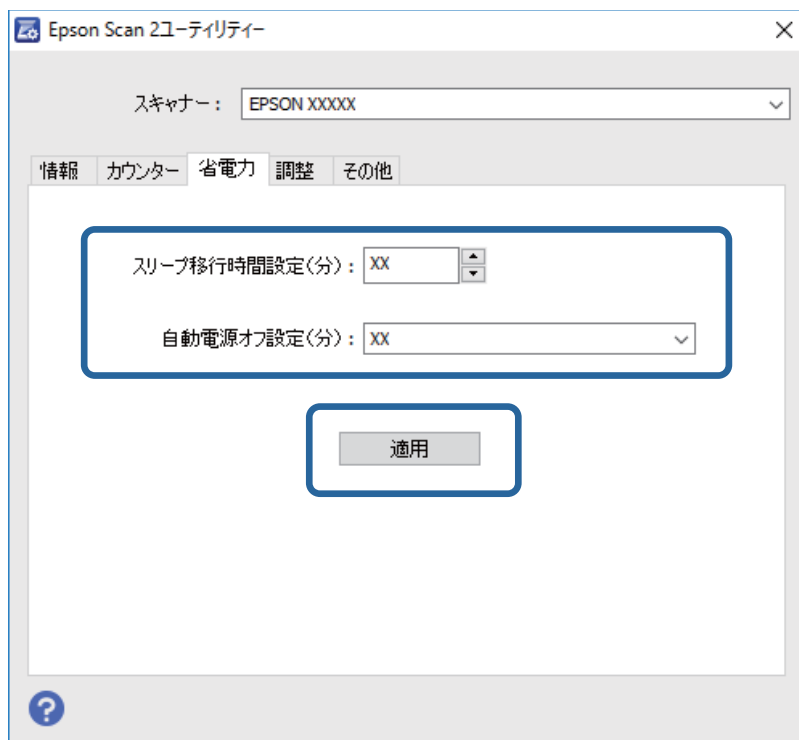 Epson Scan 2ユーティリティー
スキャナー： EPSON XXXXX
情報 カウンター 省電力 調整 その他
スリープ移行時間設定(分)： XX
自動電源オフ設定(分)： XX
適用
?